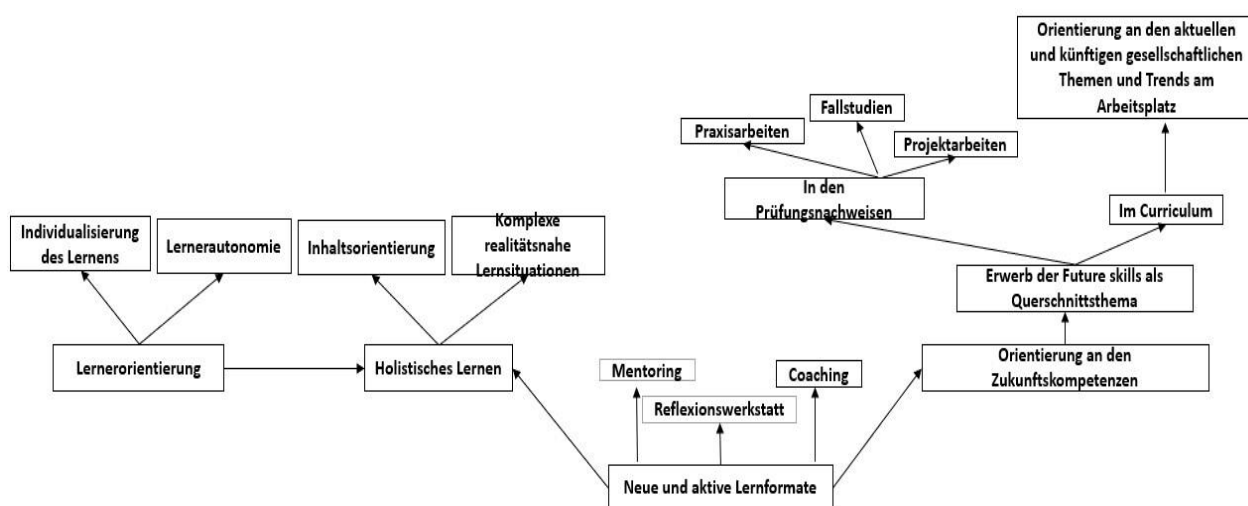 Orientierung an den aktuellen
und künftigen gesellschaftlichen
Themen und Trends am
Arbeitsplatz
Fallstudien
Praxisarbeiten
Projektarbeiten
In den
Prüfungsnachweisen
Im Curriculum
Individualisierung
des Lernens
Lernerautonomie
Inhaltsorientierung
Komplexe
realitätsnahe
Lernsituationen
Erwerb der Future skills als
Querschnittsthema
Lernerorientierung
Holistisches Lernen
Mentoring
Coaching
Orientierung an den
Zukunftskompetenzen
Reflexionswerkstatt
Neue und aktive Lernformate